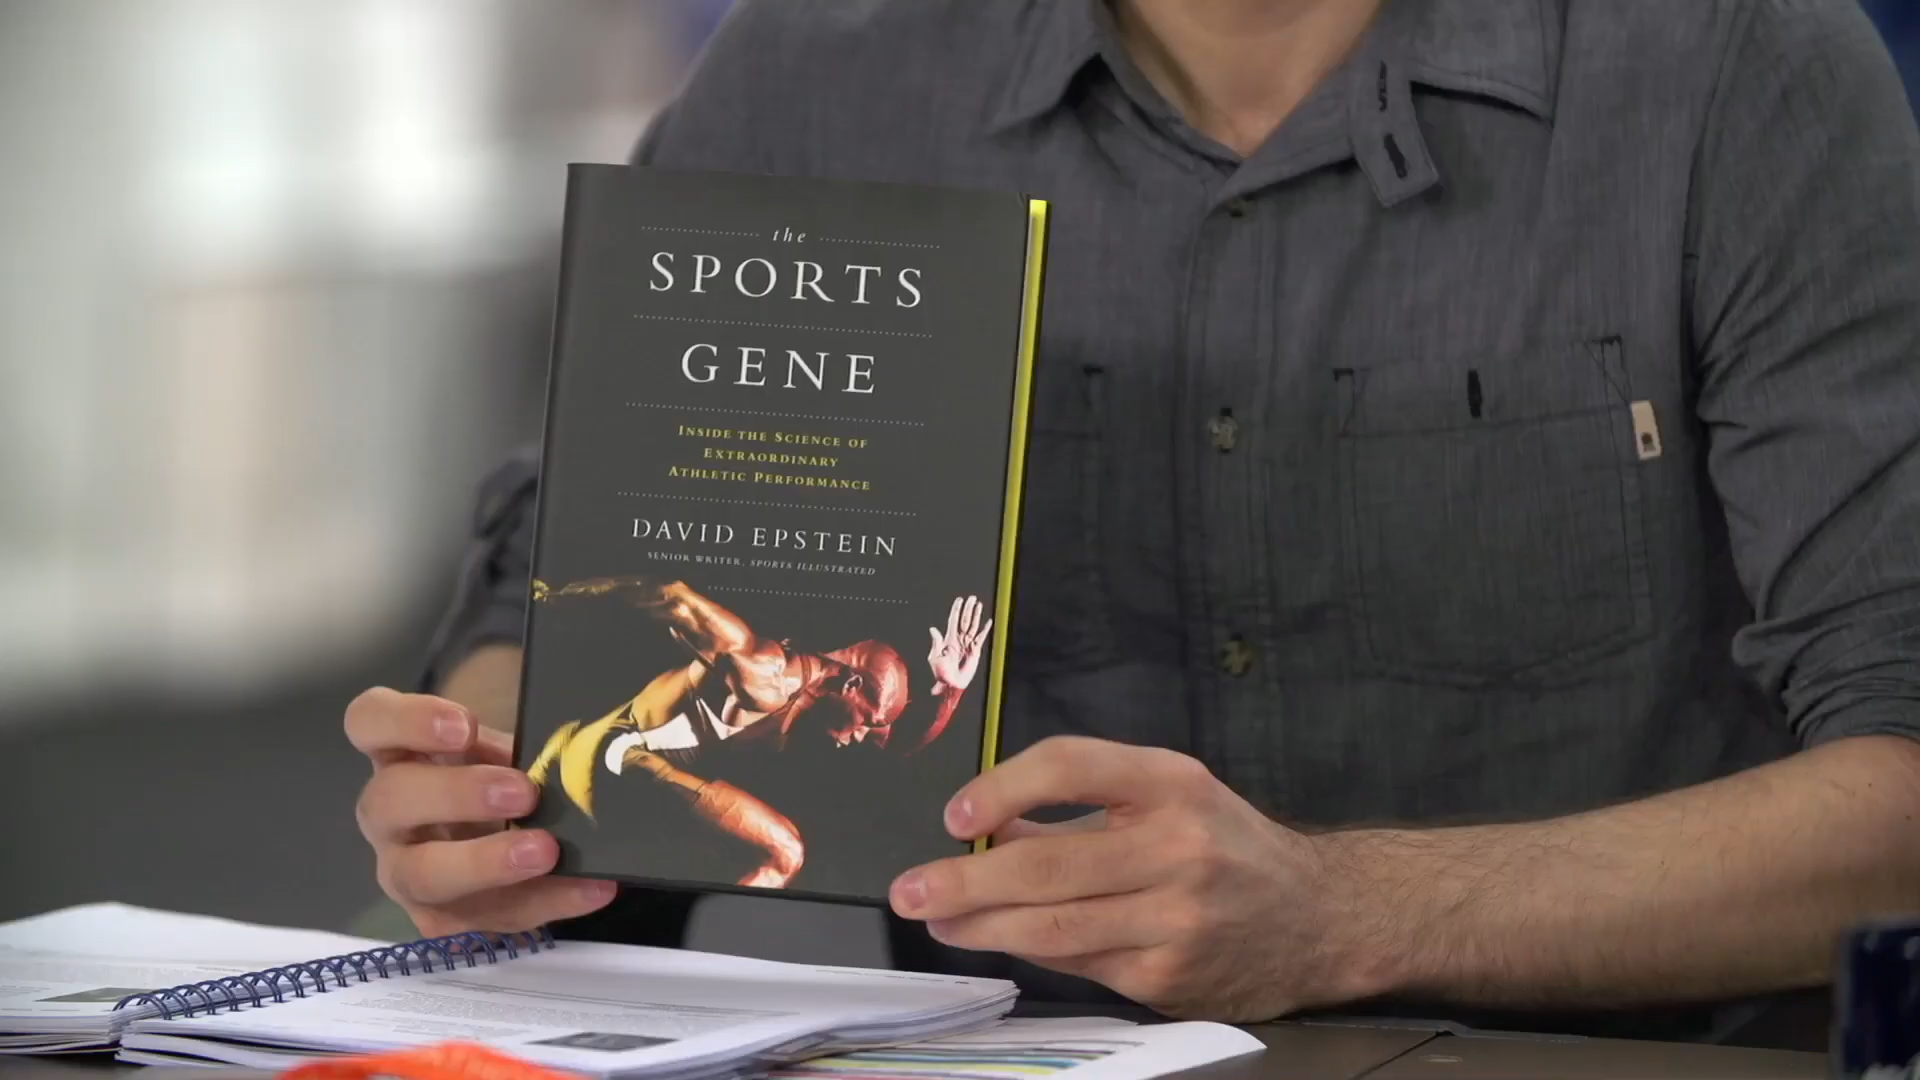 the
SPORTS
GENE
INSIDE THE SCIENCE OF
EXTRAORDINARY
ATHLETIC PERFORMANCE
DAVID EPSTEIN
SENIOR WRITER, SPORTS ILLUSTRATED